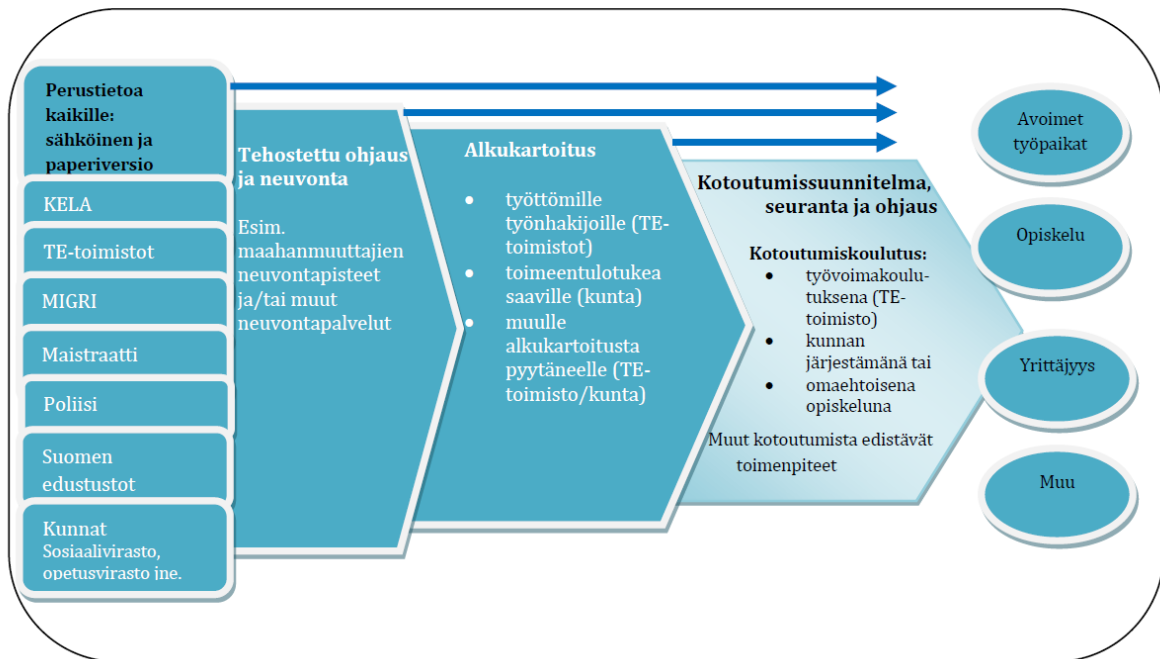 Perustietoa
kaikille:
sähköinen ja
paperiversio
KELA
TE-toimistot
MIGRI
Maistraatti
Poliisi
Suomen
edustustot
Kunnat
Sosiaalivirasto,
opetusvirasto jne.
Tehostettu ohjaus
ja neuvonta
Esim.
maahanmuuttajien
neuvontapisteet
ja/tai muut
neuvontapalvelut
Alkukartoitus
• työttömille
työnhakijoille (TE-
toimistot)
• toimeentulotukea
saaville (kunta)
• muulle
alkukartoitusta
pyytäneelle (TE-
toimisto/kunta)
Kotoutumissuunnitelma,
seuranta ja ohjaus
Kotoutumiskoulutus:
• työvoimakoulu-
tuksena (TE-
toimisto)
• kunnan
järjestämänä tai
• omaehtoisena
opiskeluna
Muut kotoutumista edistävät
toimenpiteet
Avoimet
työpaikat
Opiskelu
Yrittäjyys
Muu